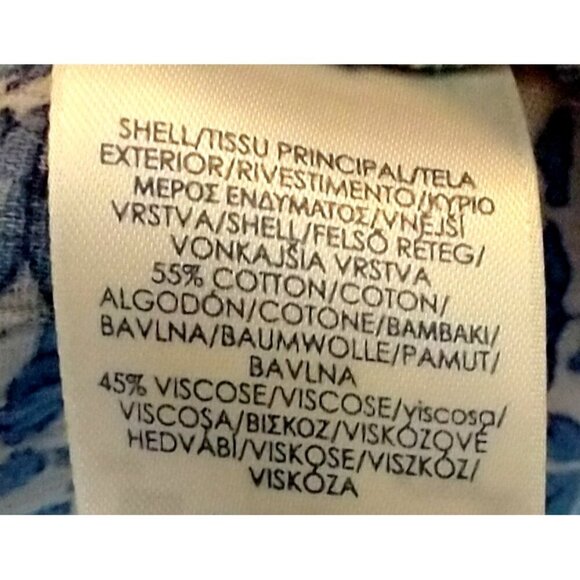 SHELL/TISSU PRINCIPAL/TELA
EXTERIOR/RIVESTIMENTO/ΚΥΡΙΟ
ΜΕΡΟΣ ΕΝΔΥΜΑΤΟΣ/VNĚJŠÍ
VRSTVA/SHELL/FELSŐ RÉTEG/
VONKAJŠIA VRSTVA
55% COTTON/COTON/
ALGODÓN/COTONE/BAMBAKI/
BAVLNA/BAUMWOLLE/PAMUT/
BAVLNA
45% VISCOSE/VISCOSE/viscosa/
VISCOSA/ΒΙΣΚΟΖ/VISKÓZOVÉ
HEDVÁBÍ/VISKOSE/VISZKÓZ/
VISKÓZA